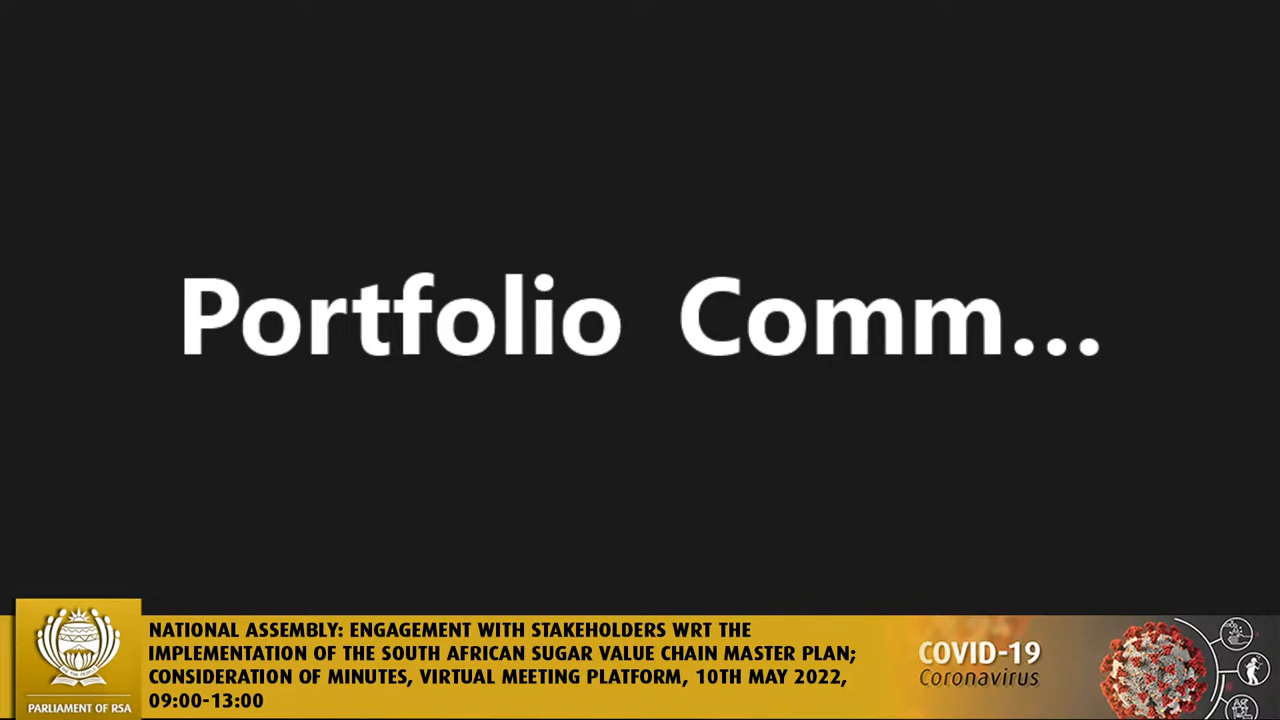 Portfolio Comm...
NATIONAL ASSEMBLY: ENGAGEMENT WITH STAKEHOLDERS WRT THE
IMPLEMENTATION OF THE SOUTH AFRICAN SUGAR VALUE CHAIN MASTER PLAN;
CONSIDERATION OF MINUTES, VIRTUAL MEETING PLATFORM, 10TH MAY 2022,
09:00-13:00
PARLIAMENT OF RSA
COVID-19
Coronavirus